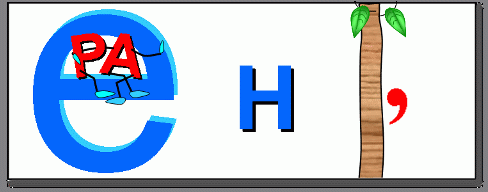 РА
е Н ,